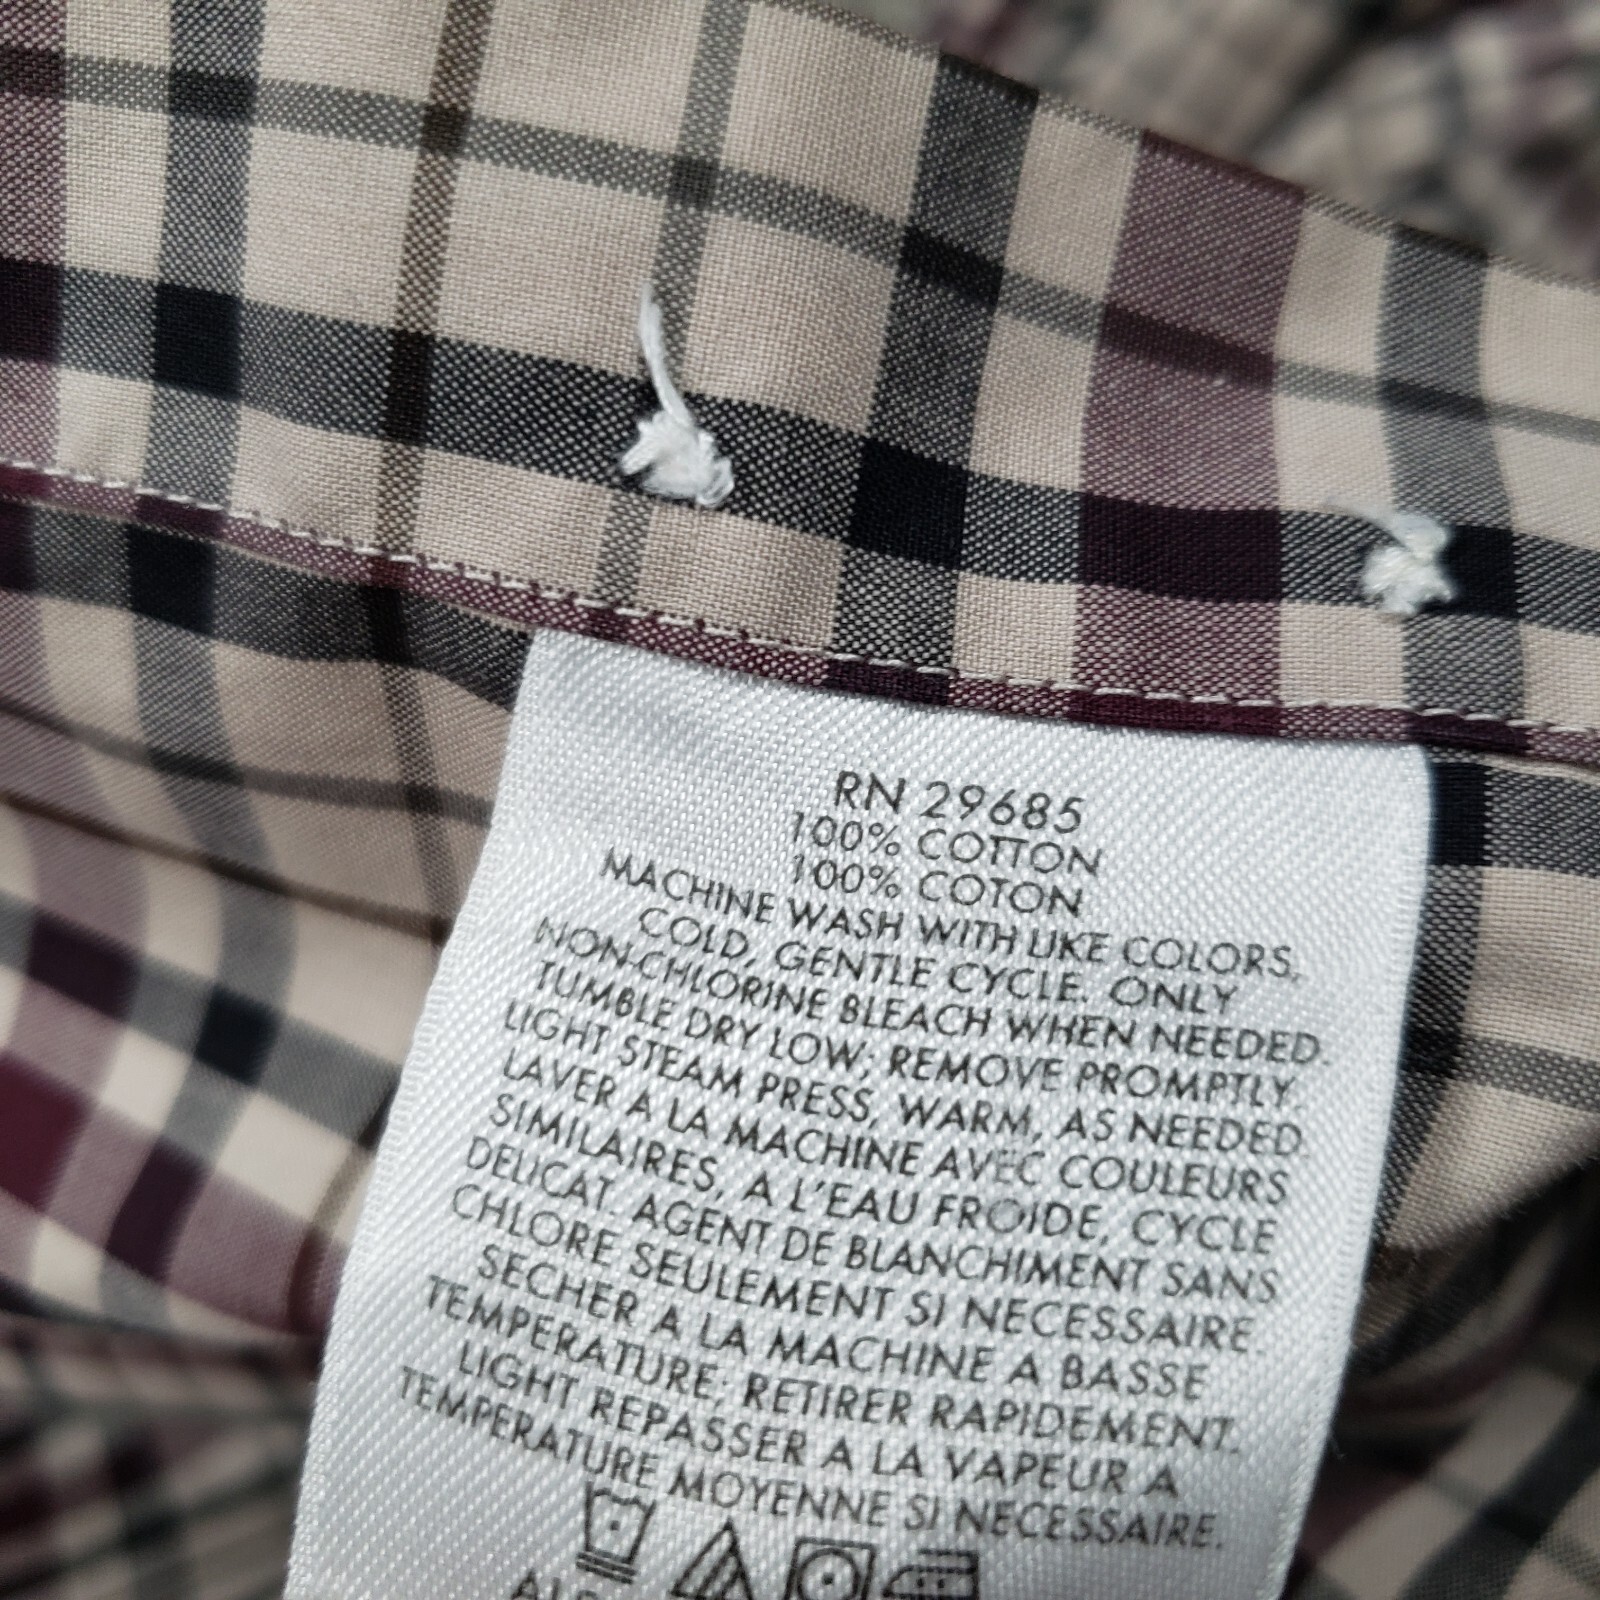 RN 29685
100% COTTON
100% COTON
MACHINE WASH WITH LIKE COLORS,
COLD, GENTLE CYCLE. ONLY
NON-CHLORINE BLEACH WHEN NEEDED.
TUMBLE DRY LOW; REMOVE PROMPTLY.
LIGHT STEAM PRESS, WARM, AS NEEDED.
LAVER A LA MACHINE AVEC COULEURS
SIMILAIRES, A L'EAU FROIDE, CYCLE
DELICAT. AGENT DE BLANCHIMENT SANS
CHLORE SEULEMENT SI NECESSAIRE.
SECHER A LA MACHINE A BASSE
TEMPERATURE; RETIRER RAPIDEMENT.
LIGHT REPASSER A LA VAPEUR A
TEMPERATURE MOYENNE SI NECESSAIRE.